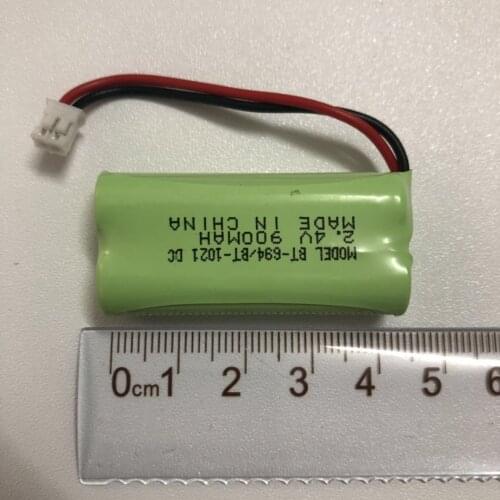 MODEL BT-694/BT-1021 DC
2.4V 900MAH
MADE IN CHINA
0cm1 2 3 4 5 6